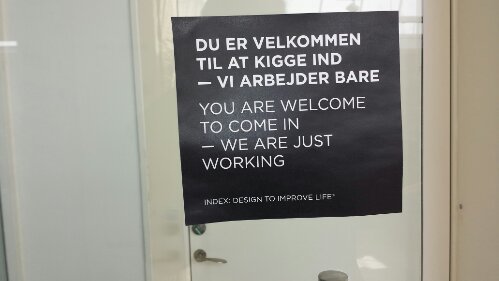 DU ER VELKOMMEN
TIL AT KIGGE IND
— VI ARBEJDER BARE
YOU ARE WELCOME
TO COME IN
— WE ARE JUST
WORKING
INDEX: DESIGN TO IMPROVE LIFE®